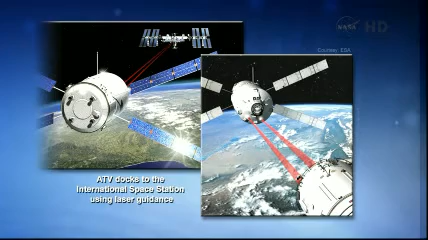 NASA HD
Courtesy: ESA
ATV docks to the
International Space Station
using laser guidance